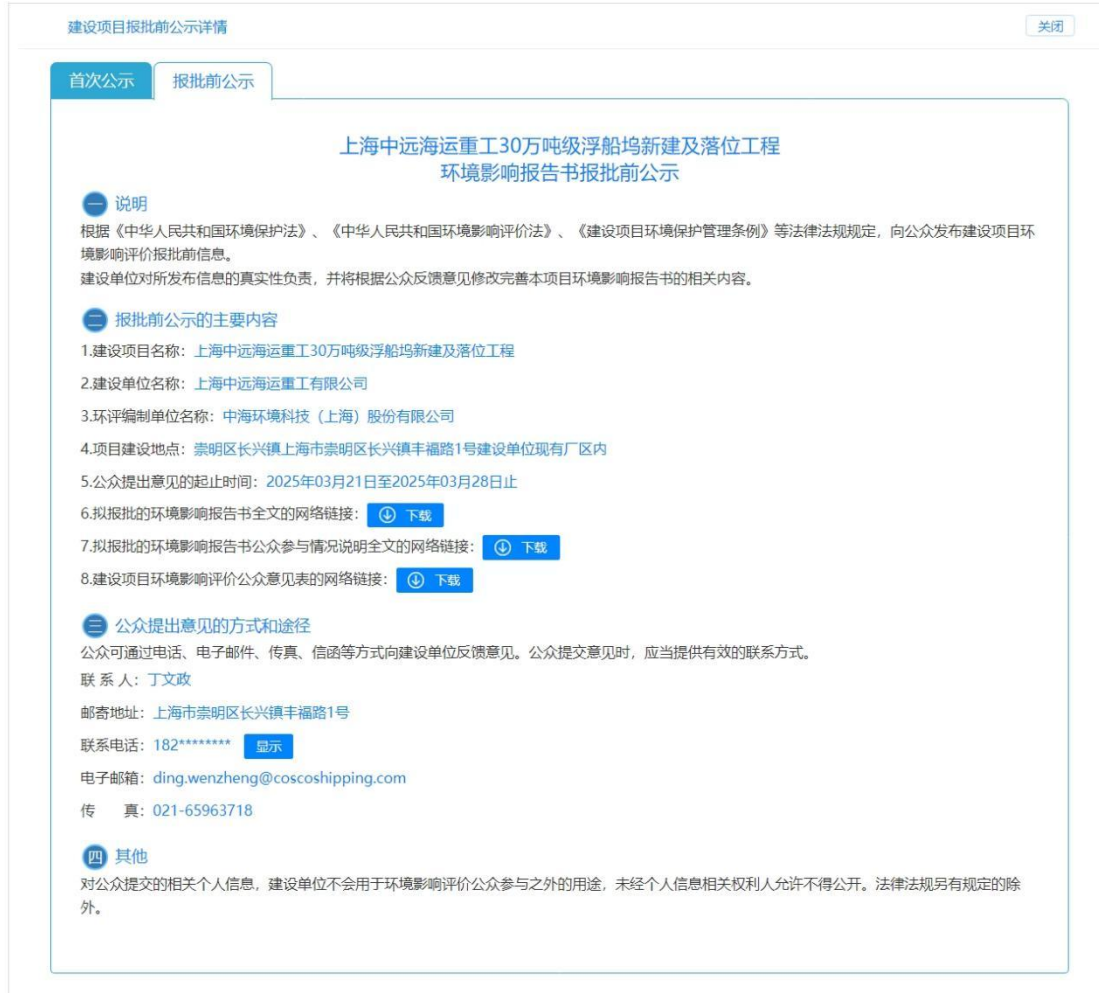 建设项目报批前公示详情
关闭
首次公示
报批前公示
上海中远海运重工30万吨级浮船坞新建及落位工程
环境影响报告书报批前公示
一 说明
根据《中华人民共和国环境保护法》、《中华人民共和国环境影响评价法》、《建设项目环境保护管理条例》等法律法规规定，向公众发布建设项目环
境影响评价报批前信息。
建设单位对所发布信息的真实性负责，并将根据公众反馈意见修改完善本项目环境影响报告书的相关内容。
二 报批前公示的主要内容
1.建设项目名称：上海中远海运重工30万吨级浮船坞新建及落位工程
2.建设单位名称：上海中远海运重工有限公司
3.环评编制单位名称：中海环境科技（上海）股份有限公司
4.项目建设地点：崇明区长兴镇上海市崇明区长兴镇丰福路1号建设单位现有厂区内
5.公众提出意见的起止时间：2025年03月21日至2025年03月28日止
6.拟报批的环境影响报告书全文的网络链接： 下载
7.拟报批的环境影响报告书公众参与情况说明全文的网络链接： 下载
8.建设项目环境影响评价公众意见表的网络链接： 下载
三 公众提出意见的方式和途径
公众可通过电话、电子邮件、传真、信函等方式向建设单位反馈意见。公众提交意见时，应当提供有效的联系方式。
联 系 人：丁文政
邮寄地址：上海市崇明区长兴镇丰福路1号
联系电话：182******** 显示
电子邮箱：ding.wenzheng@coscoshipping.com
传 真：021-65963718
四 其他
对公众提交的相关个人信息，建设单位不会用于环境影响评价公众参与之外的用途，未经个人信息相关权利人允许不得公开。法律法规另有规定的除
外。